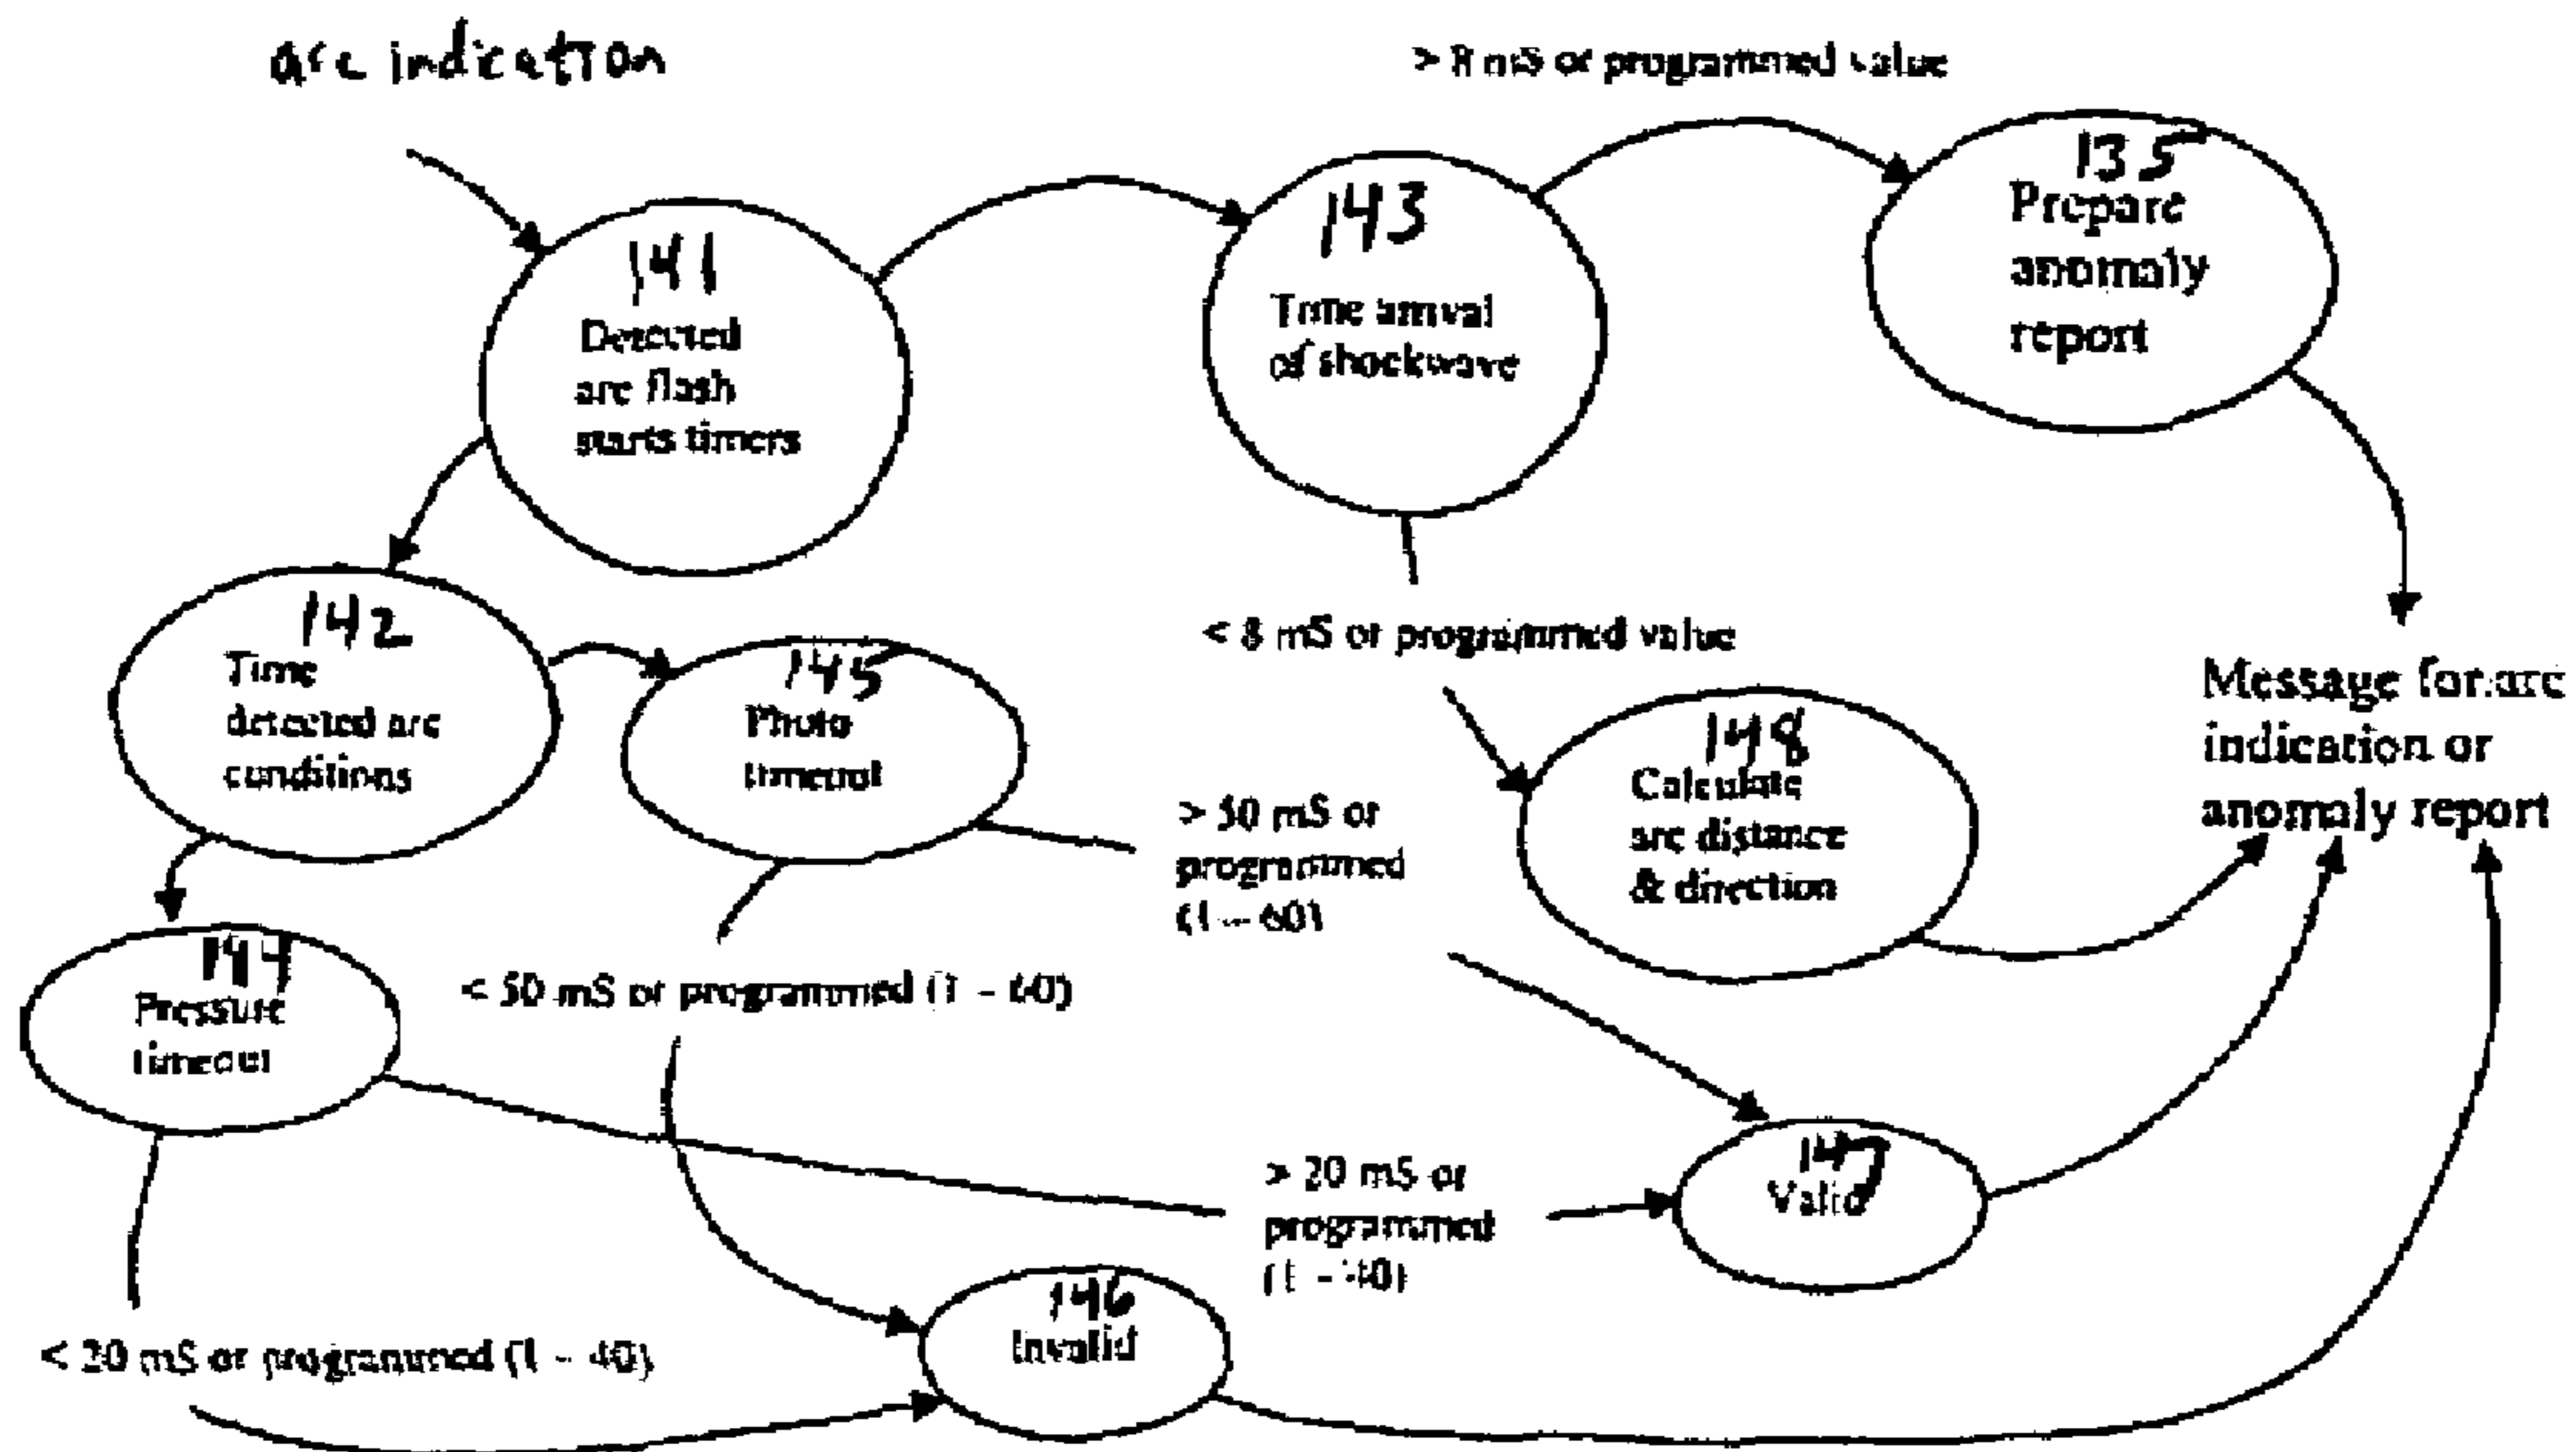 arc indication
> 8 mS or programmed value
141
Detected
arc flash
starts timers
143
Time arrival
of shockwave
135
Prepare
anomaly
report
142
Time
detected arc
conditions
145
Photo
timeout
< 8 mS or programmed value
148
Calculate
arc distance
& direction
Message for arc
indication or
anomaly report
> 50 mS or
programmed
(1 - 60)
144
Pressure
timeout
< 50 mS or programmed (1 - 60)
> 20 mS or
programmed
(1 - 40)
147
Valid
146
Invalid
< 20 mS or programmed (1 - 40)